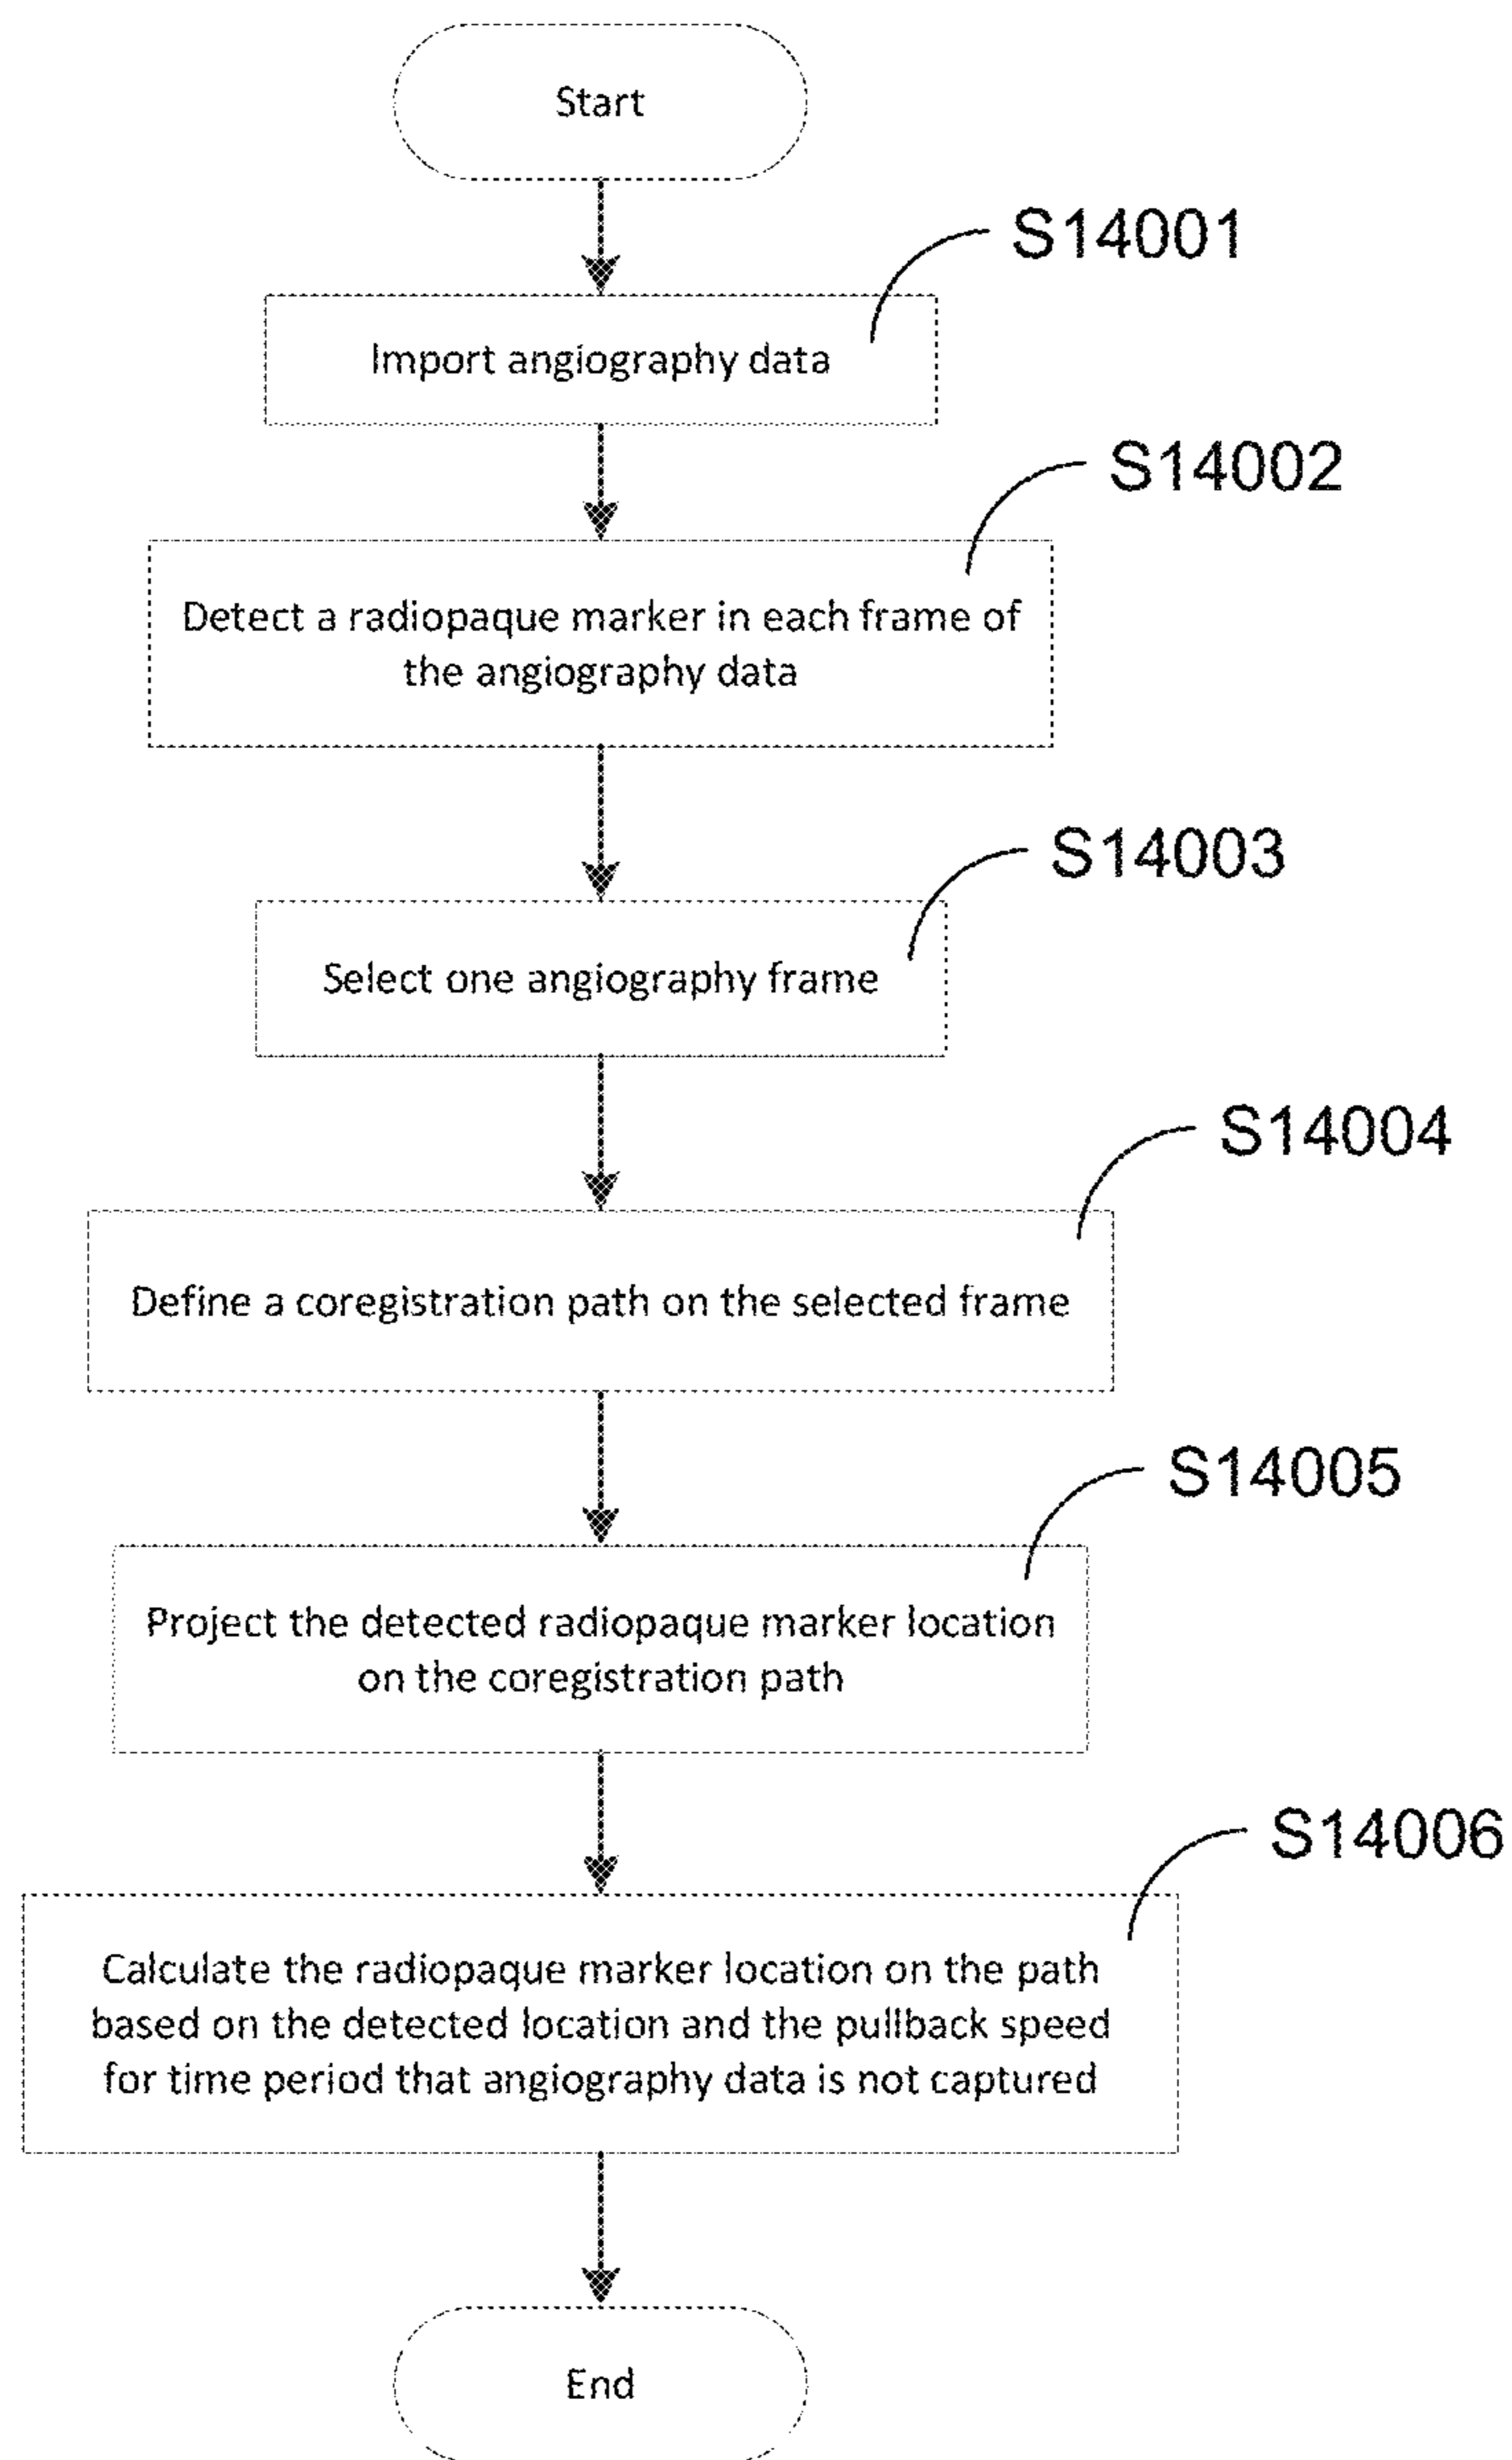 Start
S14001
Import angiography data
S14002
Detect a radiopaque marker in each frame of
the angiography data
S14003
Select one angiography frame
S14004
Define a coregistration path on the selected frame
S14005
Project the detected radiopaque marker location
on the coregistration path
S14006
Calculate the radiopaque marker location on the path
based on the detected location and the pullback speed
for time period that angiography data is not captured
End